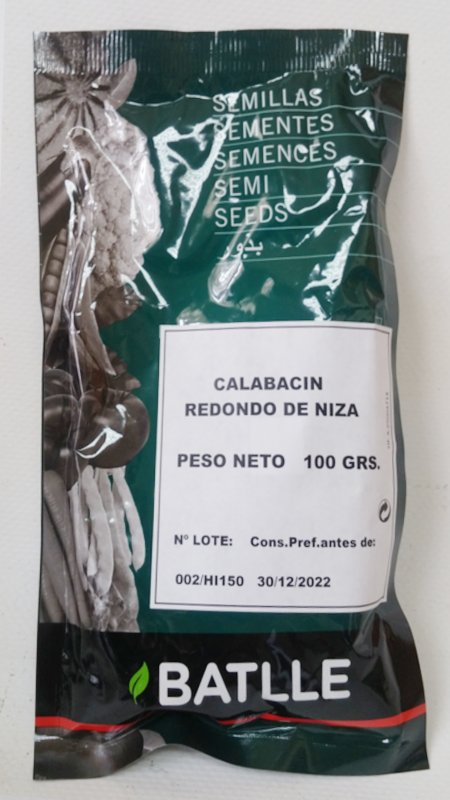 SEMILLAS
SEMENTES
SEMENCES
SEMI
SEEDS
بذور
CALABACIN
REDONDO DE NIZA
PESO NETO 100 GRS.
Nº LOTE: Cons.Pref.antes de:
002/HI150 30/12/2022
BATLLE